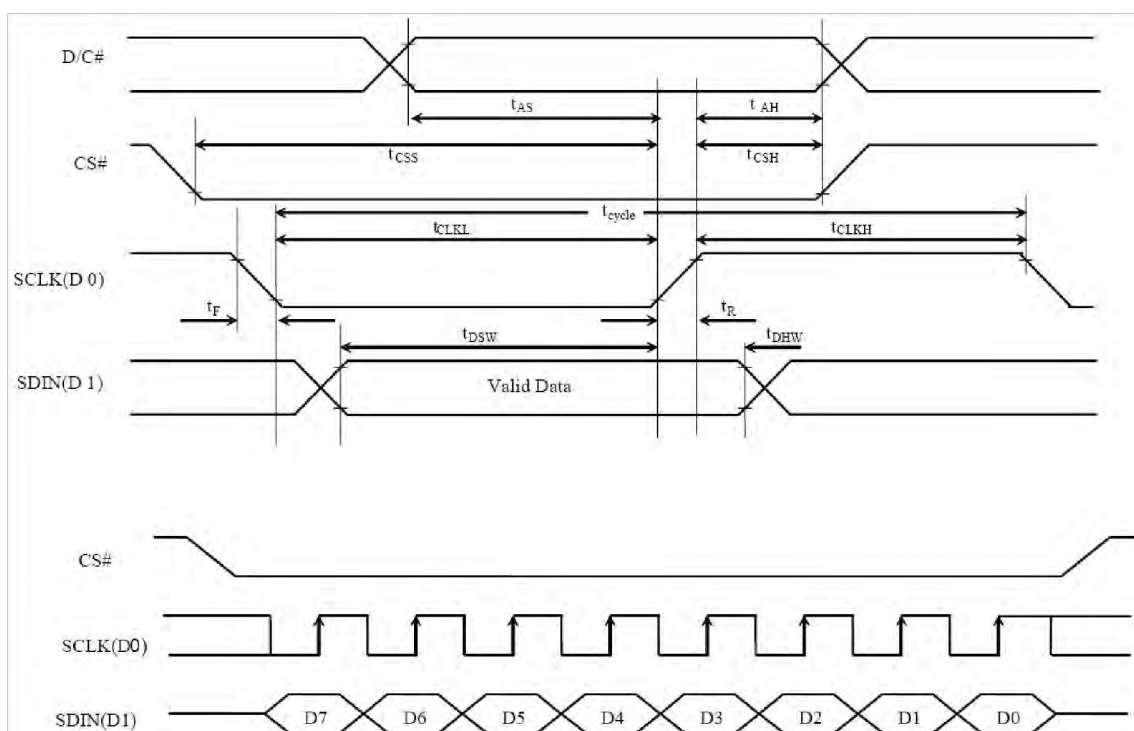 D/C#
tAS
t AH
CS#
tCSS
tCSH
tcycle
tCLKL
tCLKH
SCLK(D 0)
tF
tR
tDSW
tDHW
SDIN(D 1)
Valid Data
CS#
SCLK(D0)
SDIN(D1)
D7 D6 D5 D4 D3 D2 D1 D0